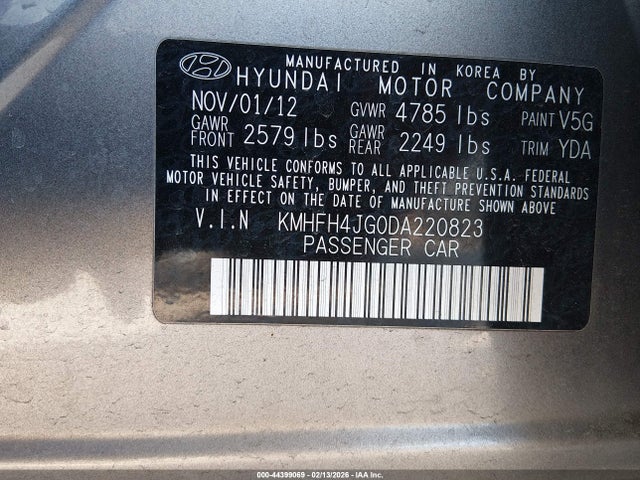 MANUFACTURED IN KOREA BY
HYUNDAI MOTOR COMPANY
NOV/01/12 GVWR 4785 lbs PAINT V5G
GAWR FRONT 2579 lbs GAWR REAR 2249 lbs TRIM YDA
THIS VEHICLE CONFORMS TO ALL APPLICABLE U.S.A. FEDERAL
MOTOR VEHICLE SAFETY, BUMPER, AND THEFT PREVENTION STANDARDS
IN EFFECT ON THE DATE OF MANUFACTURE SHOWN ABOVE
V.I.N KMHFH4JG0DA220823
PASSENGER CAR
000-44399069 - 02/13/2026 - IAA Inc.